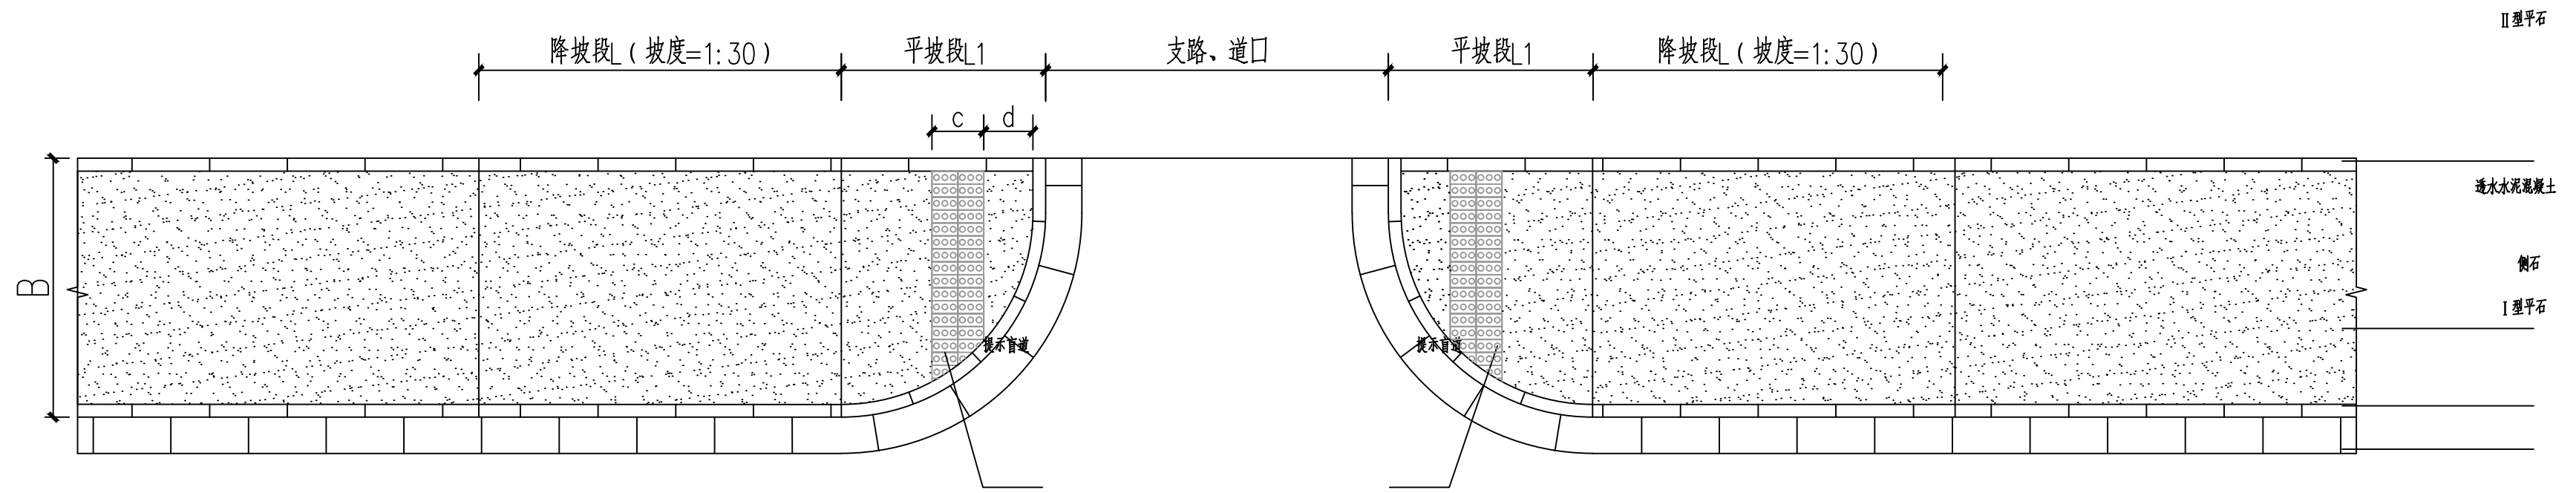 II型平石
降坡段L(坡度=1:30)
平坡段L1
支路、道口
平坡段L1
降坡段L(坡度=1:30)
c
d
透水水泥混凝土
侧石
B
I型平石
提示盲道
提示盲道